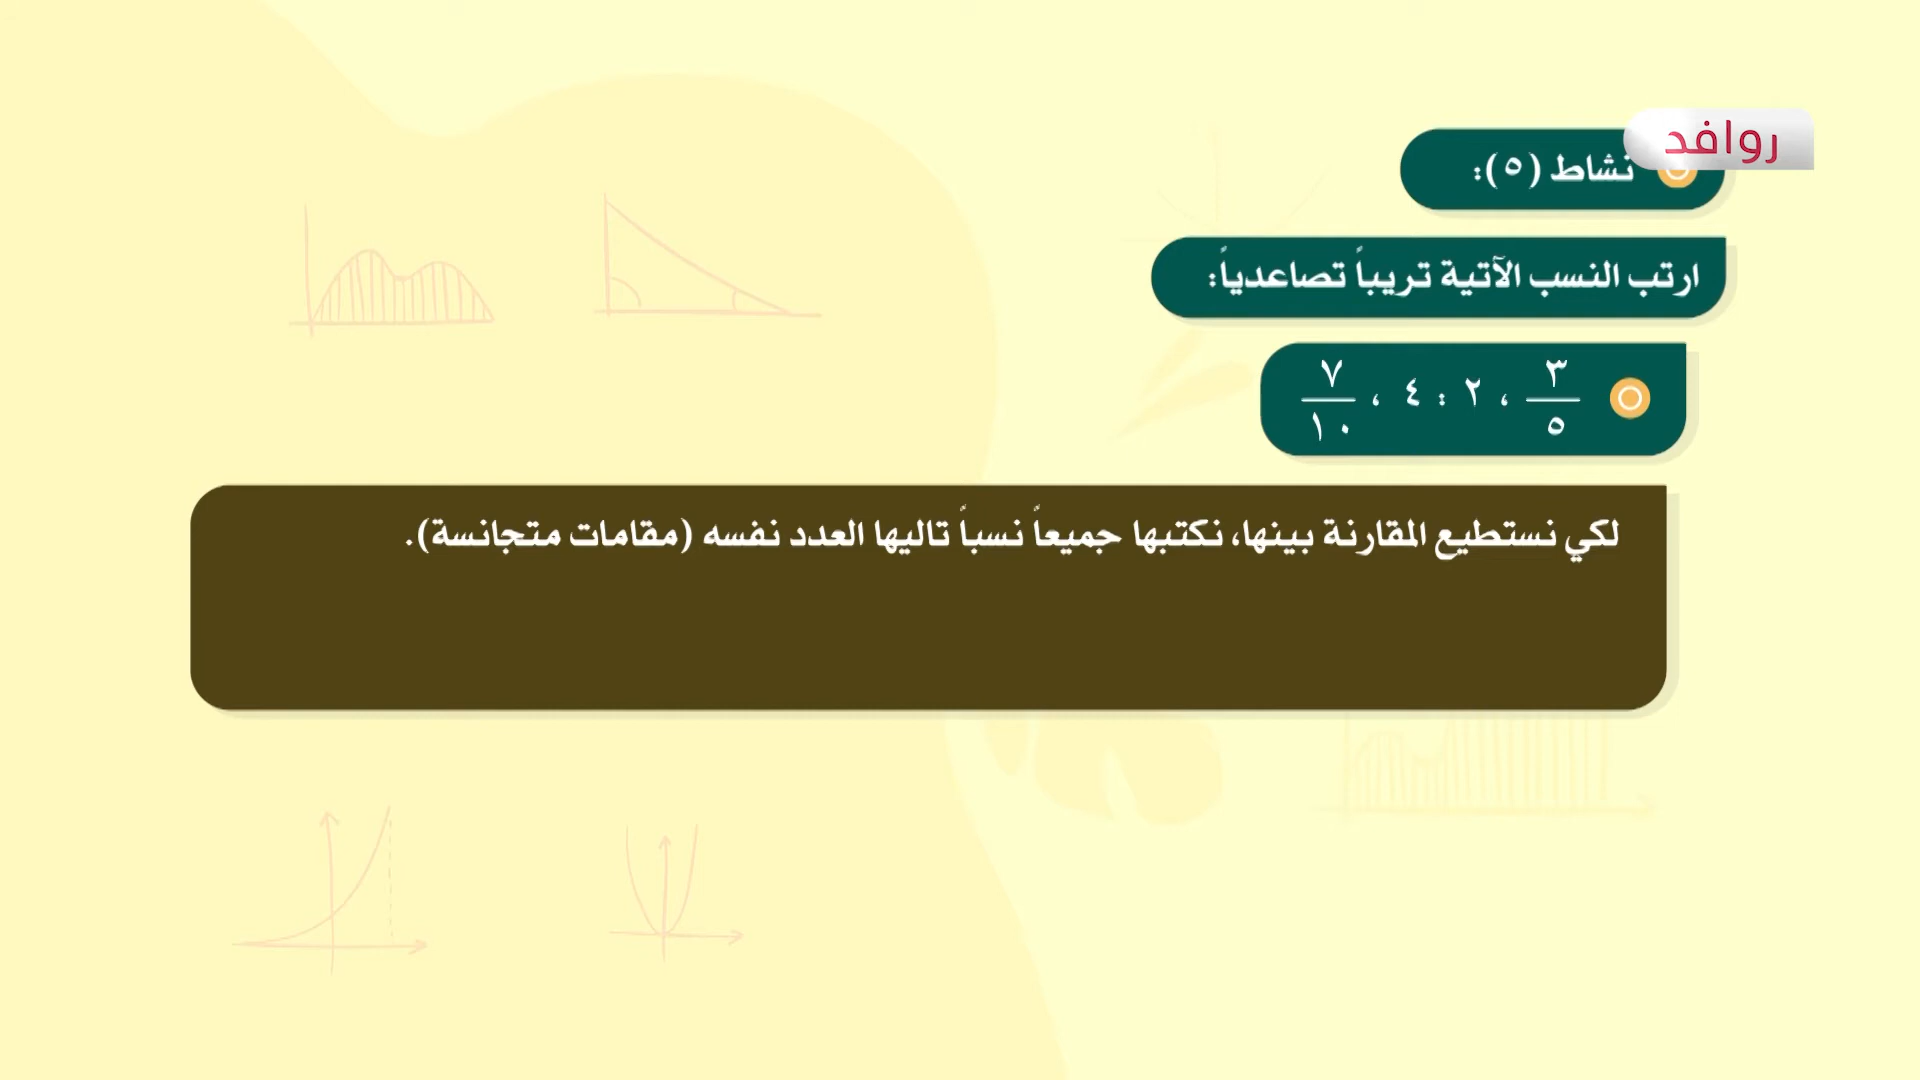 روافد
نشاط (٥):
ارتب النسب الآتية تريباً تصاعدياً:
٣/٥ ، ٢ : ٤ ، ٧/١٠
لكي نستطيع المقارنة بينها، نكتبها جميعاً نسباً تاليها العدد نفسه (مقامات متجانسة).